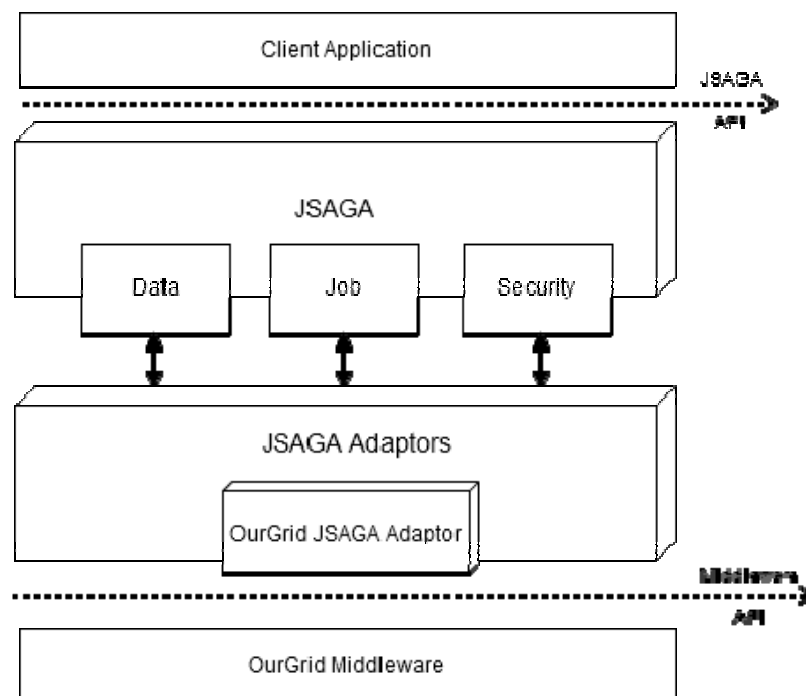 Client Application
JSAGA
API
JSAGA
Data
Job
Security
JSAGA Adaptors
OurGrid JSAGA Adaptor
Middleware
API
OurGrid Middleware